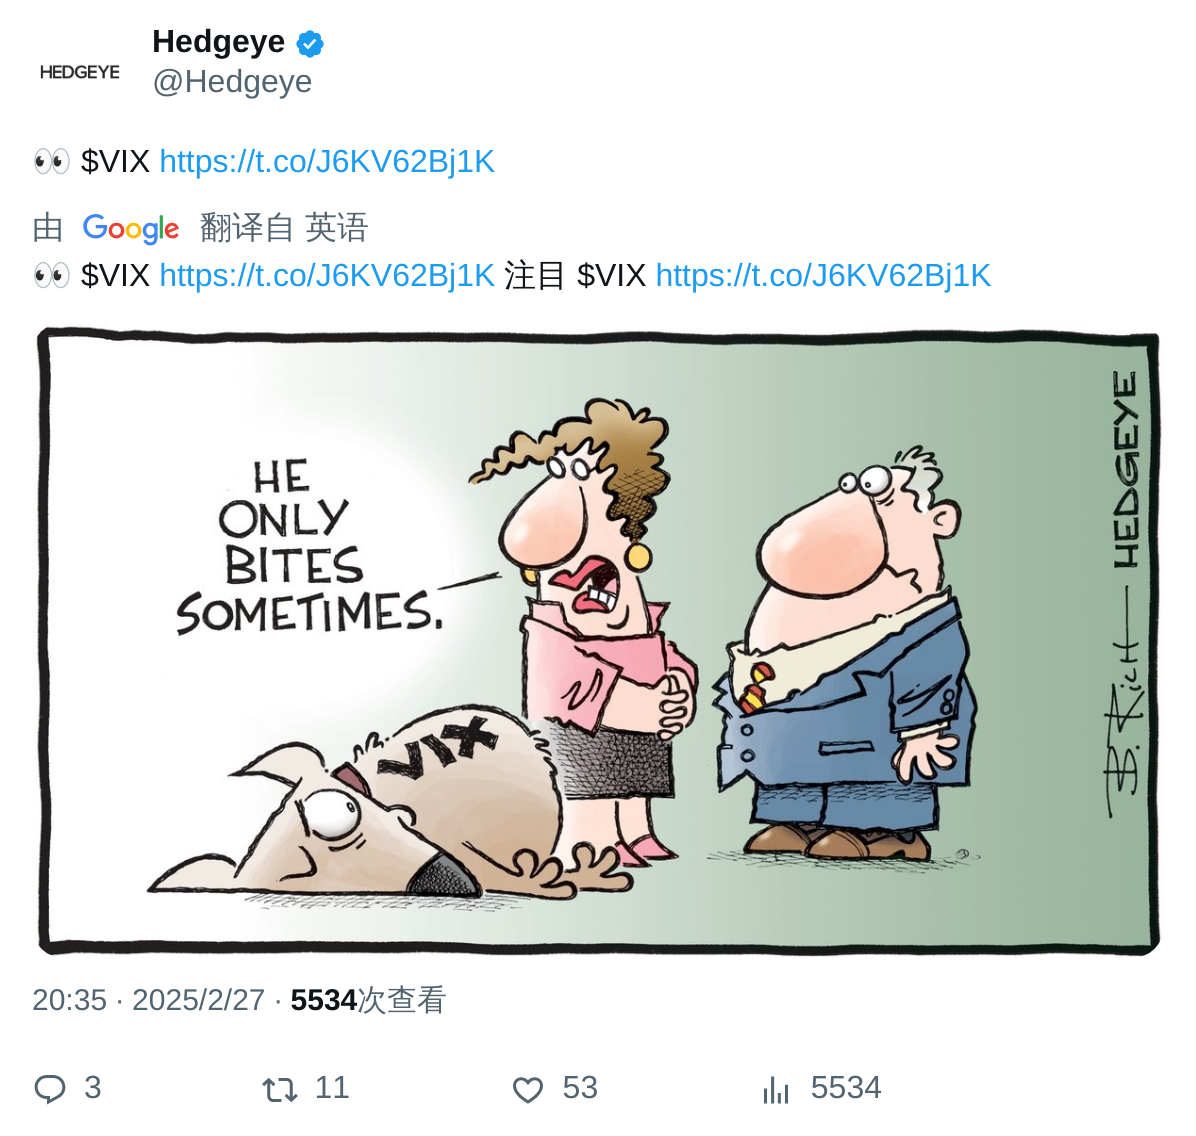 Hedgeye
HEDGEYE
@Hedgeye
👀 $VIX https://t.co/J6KV62Bj1K
由 Google 翻译自 英语
👀 $VIX https://t.co/J6KV62Bj1K 注目 $VIX https://t.co/J6KV62Bj1K
HE
ONLY
BITES
SOMETIMES.
VIX
B. Rich — HEDGEYE
20:35 · 2025/2/27 · 5534次查看
3 11 53 5534